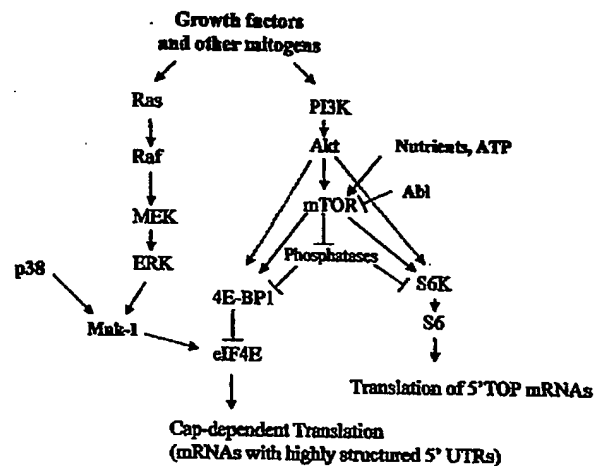 Growth factors
and other mitogens
Ras
PI3K
Raf
Akt
Nutrients, ATP
mTOR
Abl
MEK
Phosphatases
ERK
p38
4E-BP1
S6K
Mnk-1
S6
eIF4E
Translation of 5'TOP mRNAs
Cap-dependent Translation
(mRNAs with highly structured 5' UTRs)